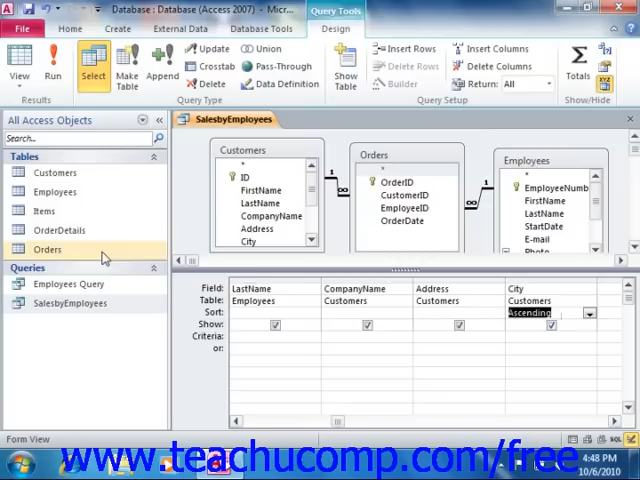 Database : Database (Access 2007) - Micr...
Query Tools
File
Home
Create
External Data
Database Tools
Design
View
Run
Select
Make Table
Append
Update
Crosstab
Delete
Union
Pass-Through
Data Definition
Show Table
Insert Rows
Delete Rows
Builder
Insert Columns
Delete Columns
Return:
All
Totals
XYZ
Results
Query Type
Query Setup
Show/Hide
All Access Objects
Search...
Tables
Customers
Employees
Items
OrderDetails
Orders
Queries
Employees Query
SalesbyEmployees
SalesbyEmployees
Customers
*
ID
FirstName
LastName
CompanyName
Address
City
1
∞
Orders
*
OrderID
CustomerID
EmployeeID
OrderDate
1
∞
Employees
*
EmployeeNumb
FirstName
LastName
StartDate
E-mail
Photo
Field: LastName CompanyName Address City
Table: Employees Customers Customers Customers
Sort: Ascending
Show:
Criteria:
or:
Form View
SQL
www.teachucomp.com/free
4:48 PM
10/6/2010